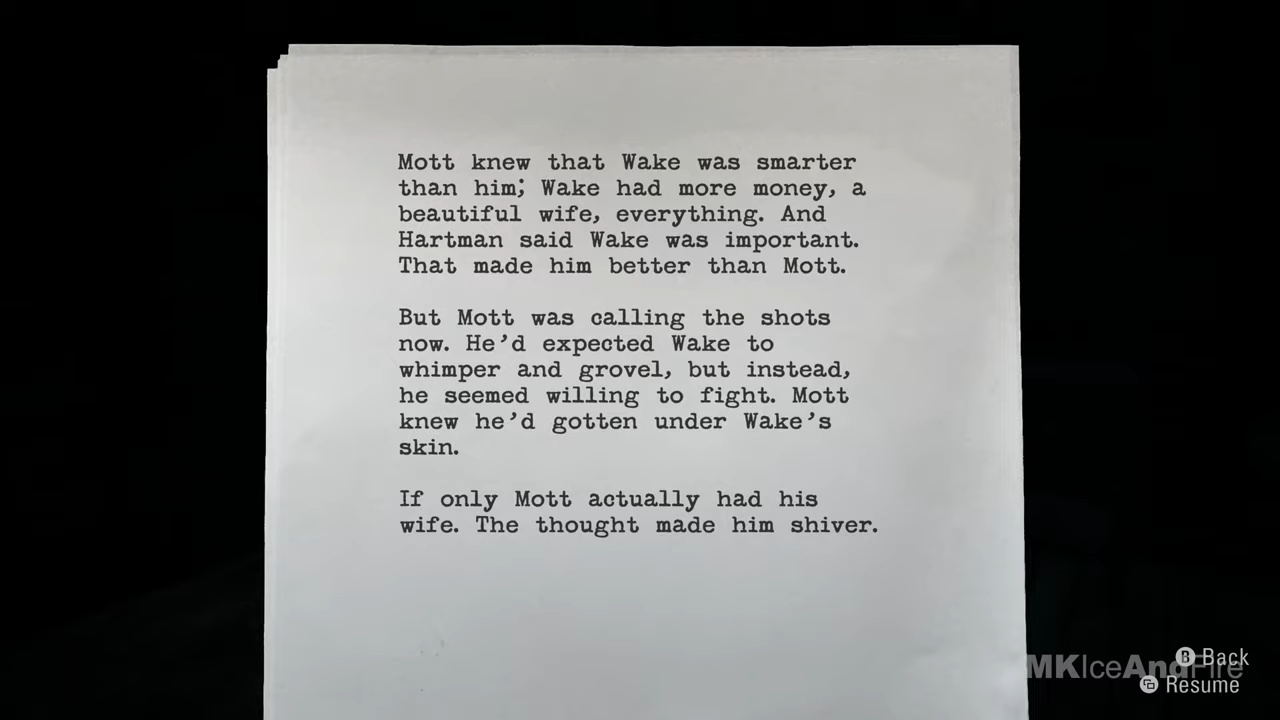 Mott knew that Wake was smarter
than him; Wake had more money, a
beautiful wife, everything. And
Hartman said Wake was important.
That made him better than Mott.
But Mott was calling the shots
now. He’d expected Wake to
whimper and grovel, but instead,
he seemed willing to fight. Mott
knew he’d gotten under Wake’s
skin.
If only Mott actually had his
wife. The thought made him shiver.
MKIceAndFire
B Back
Resume